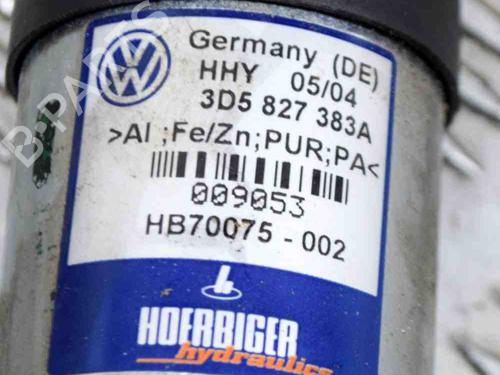 Germany (DE)
HHY 05/04
3D5 827 383A
>Al ;Fe/Zn;PUR;PA<
009053
HB70075-002
HOERBIGER
hydraulics